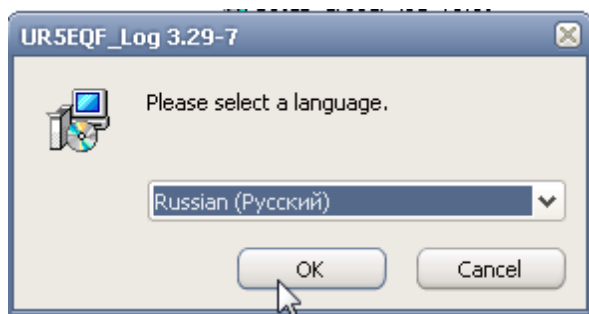 UR5EQF_Log 3.29-7
Please select a language.
Russian (Русский)
OK
Cancel